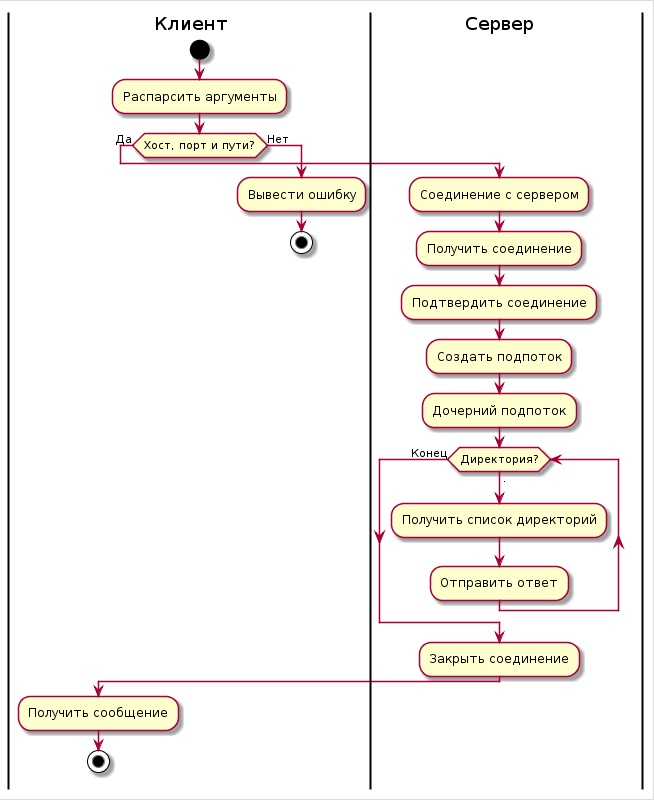 Клиент
Сервер
Распарсить аргументы
Да
Хост, порт и пути?
Нет
Вывести ошибку
Соединение с сервером
Получить соединение
Подтвердить соединение
Создать подпоток
Дочерний подпоток
Конец
Директория?
.
Получить список директорий
Отправить ответ
Закрыть соединение
Получить сообщение